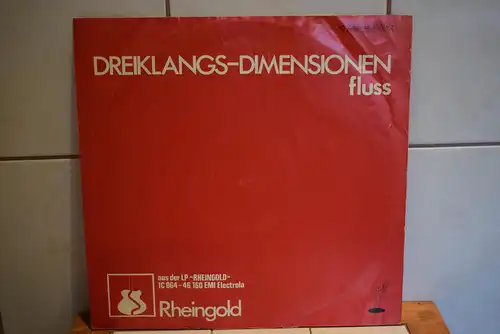 DREIKLANGS-DIMENSIONEN
fluss
aus der LP "RHEINGOLD"
1C 064-46 160 EMI Electrola
Rheingold